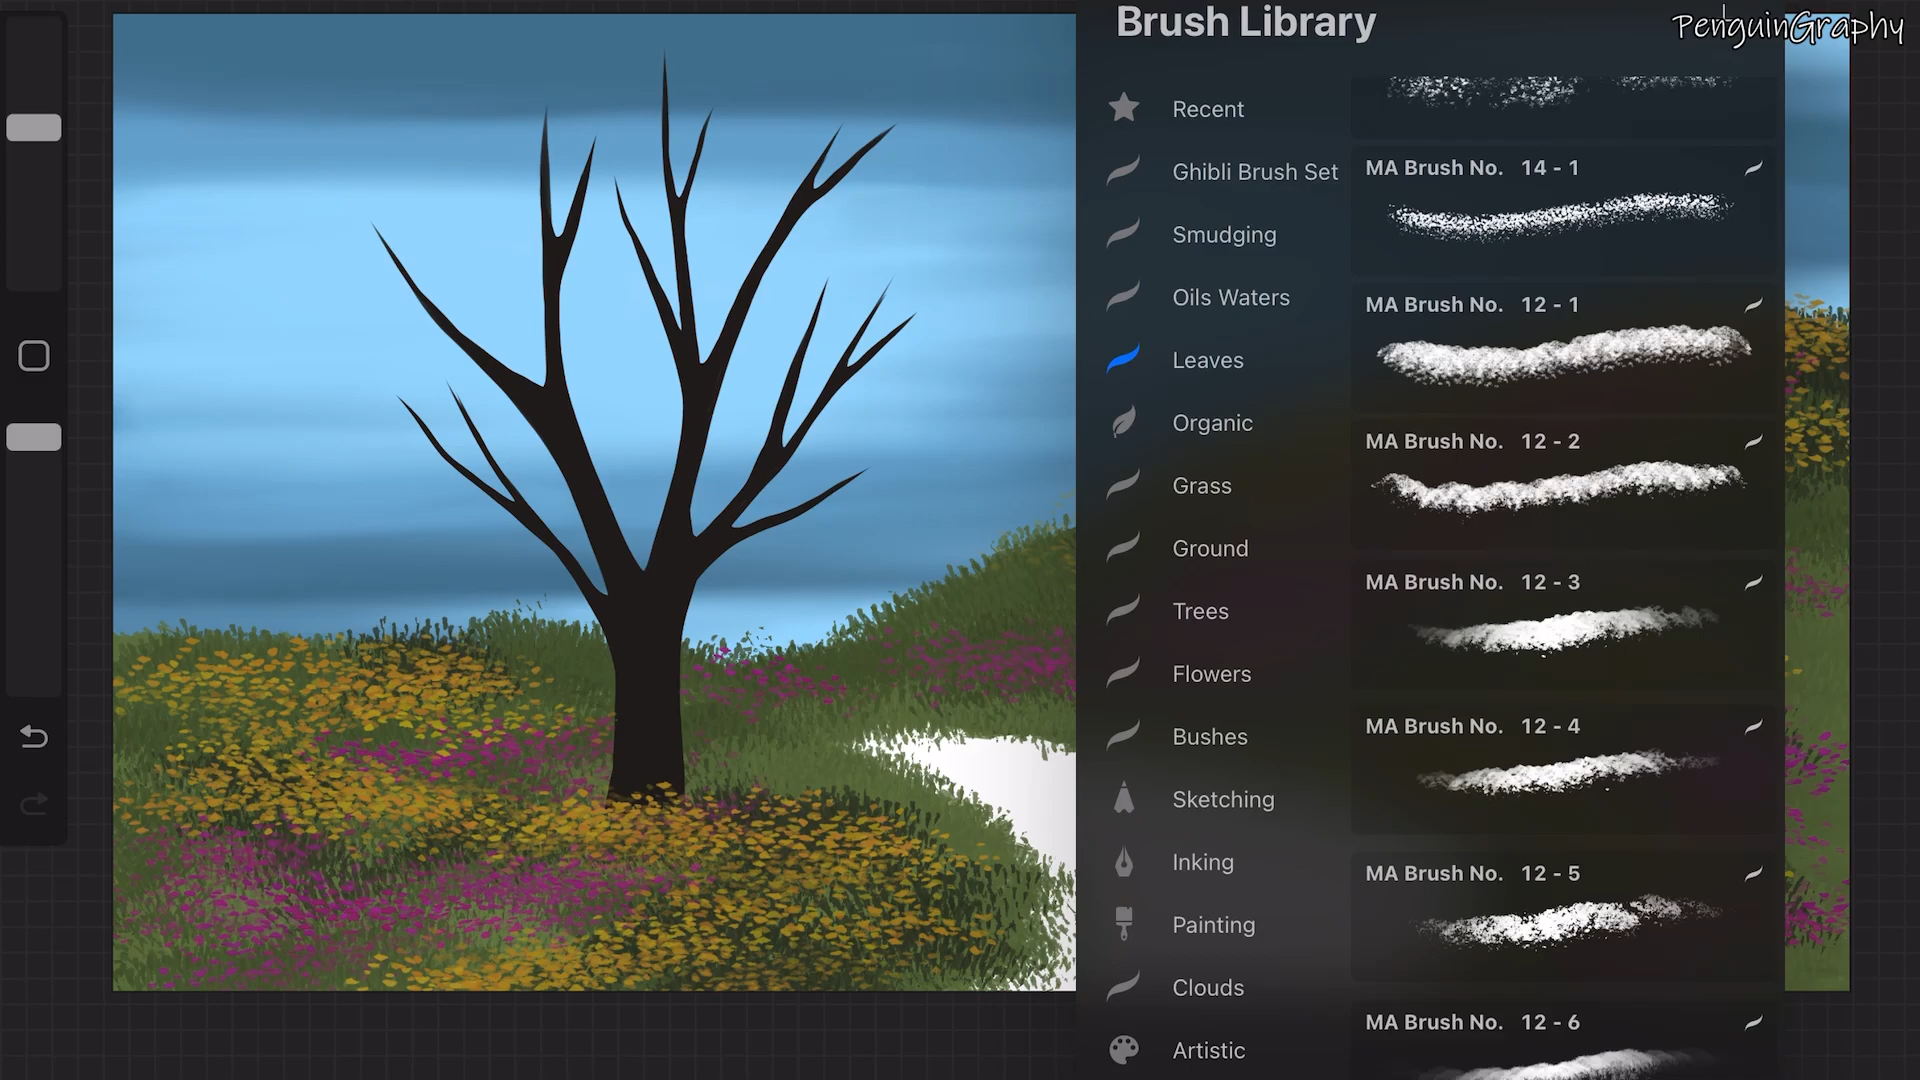 Brush Library
PenguinGraphy
Recent
Ghibli Brush Set
Smudging
Oils Waters
Leaves
Organic
Grass
Ground
Trees
Flowers
Bushes
Sketching
Inking
Painting
Clouds
Artistic
MA Brush No. 14 - 1
MA Brush No. 12 - 1
MA Brush No. 12 - 2
MA Brush No. 12 - 3
MA Brush No. 12 - 4
MA Brush No. 12 - 5
MA Brush No. 12 - 6